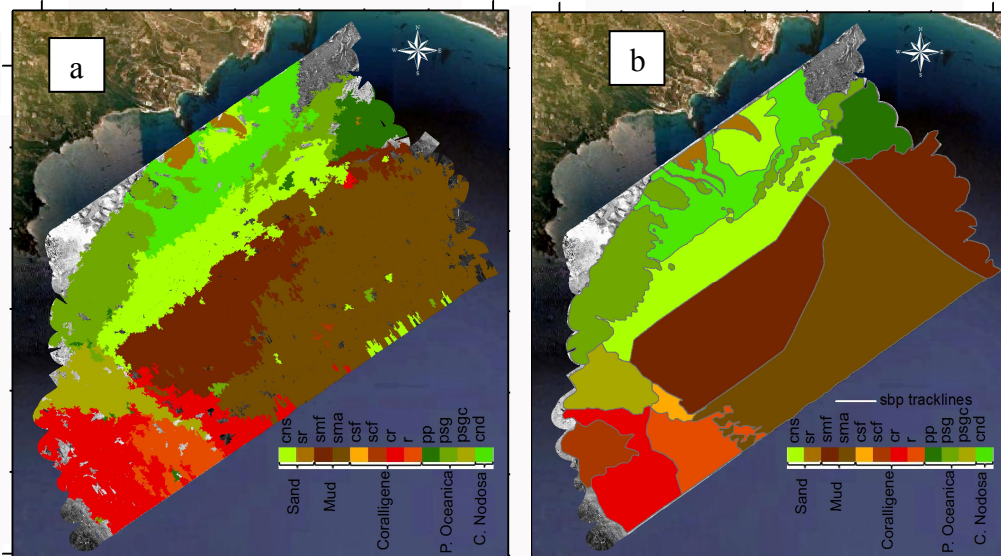 a
N
W
E
S
cns
sr
smf
sma
csf
scf
cr
r
pp
psg
psgc
cnd
Sand
Mud
Coralligene
P. Oceanica
C. Nodosa
b
N
W
E
S
sbp tracklines
cns
sr
smf
sma
csf
scf
cr
r
pp
psg
psgc
cnd
Sand
Mud
Coralligene
P. Oceanica
C. Nodosa